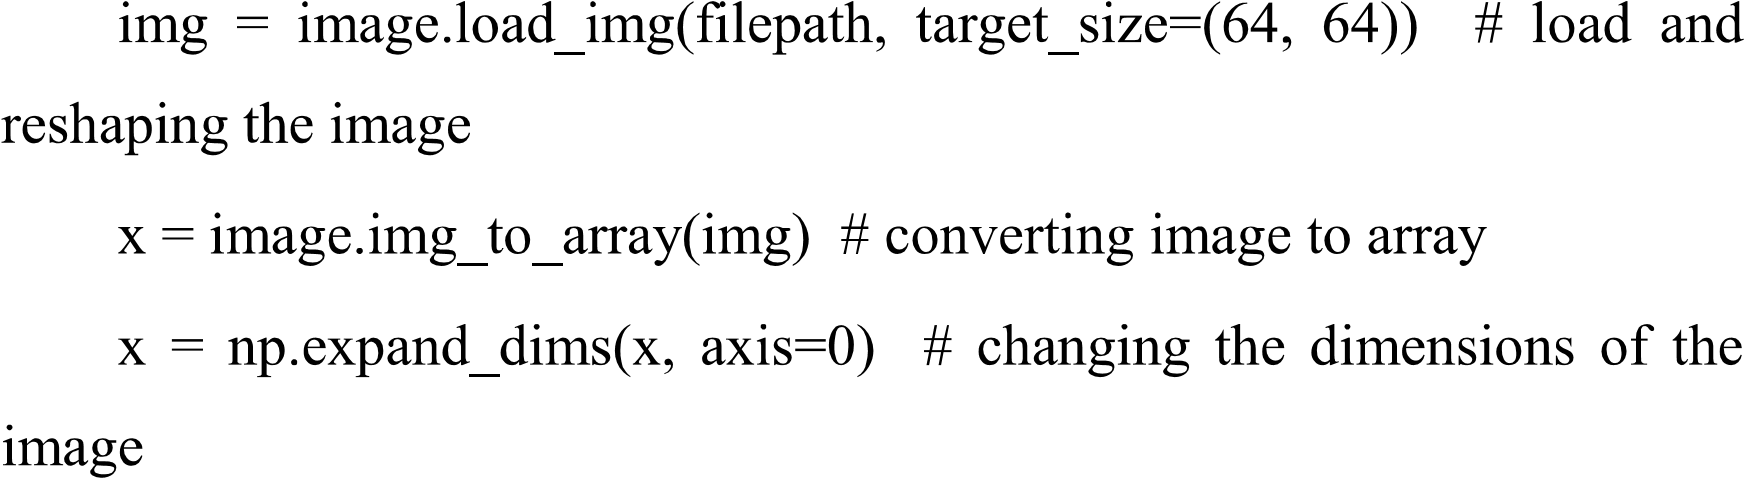 img = image.load_img(filepath, target_size=(64, 64)) # load and
reshaping the image
x = image.img_to_array(img) # converting image to array
x = np.expand_dims(x, axis=0) # changing the dimensions of the
image